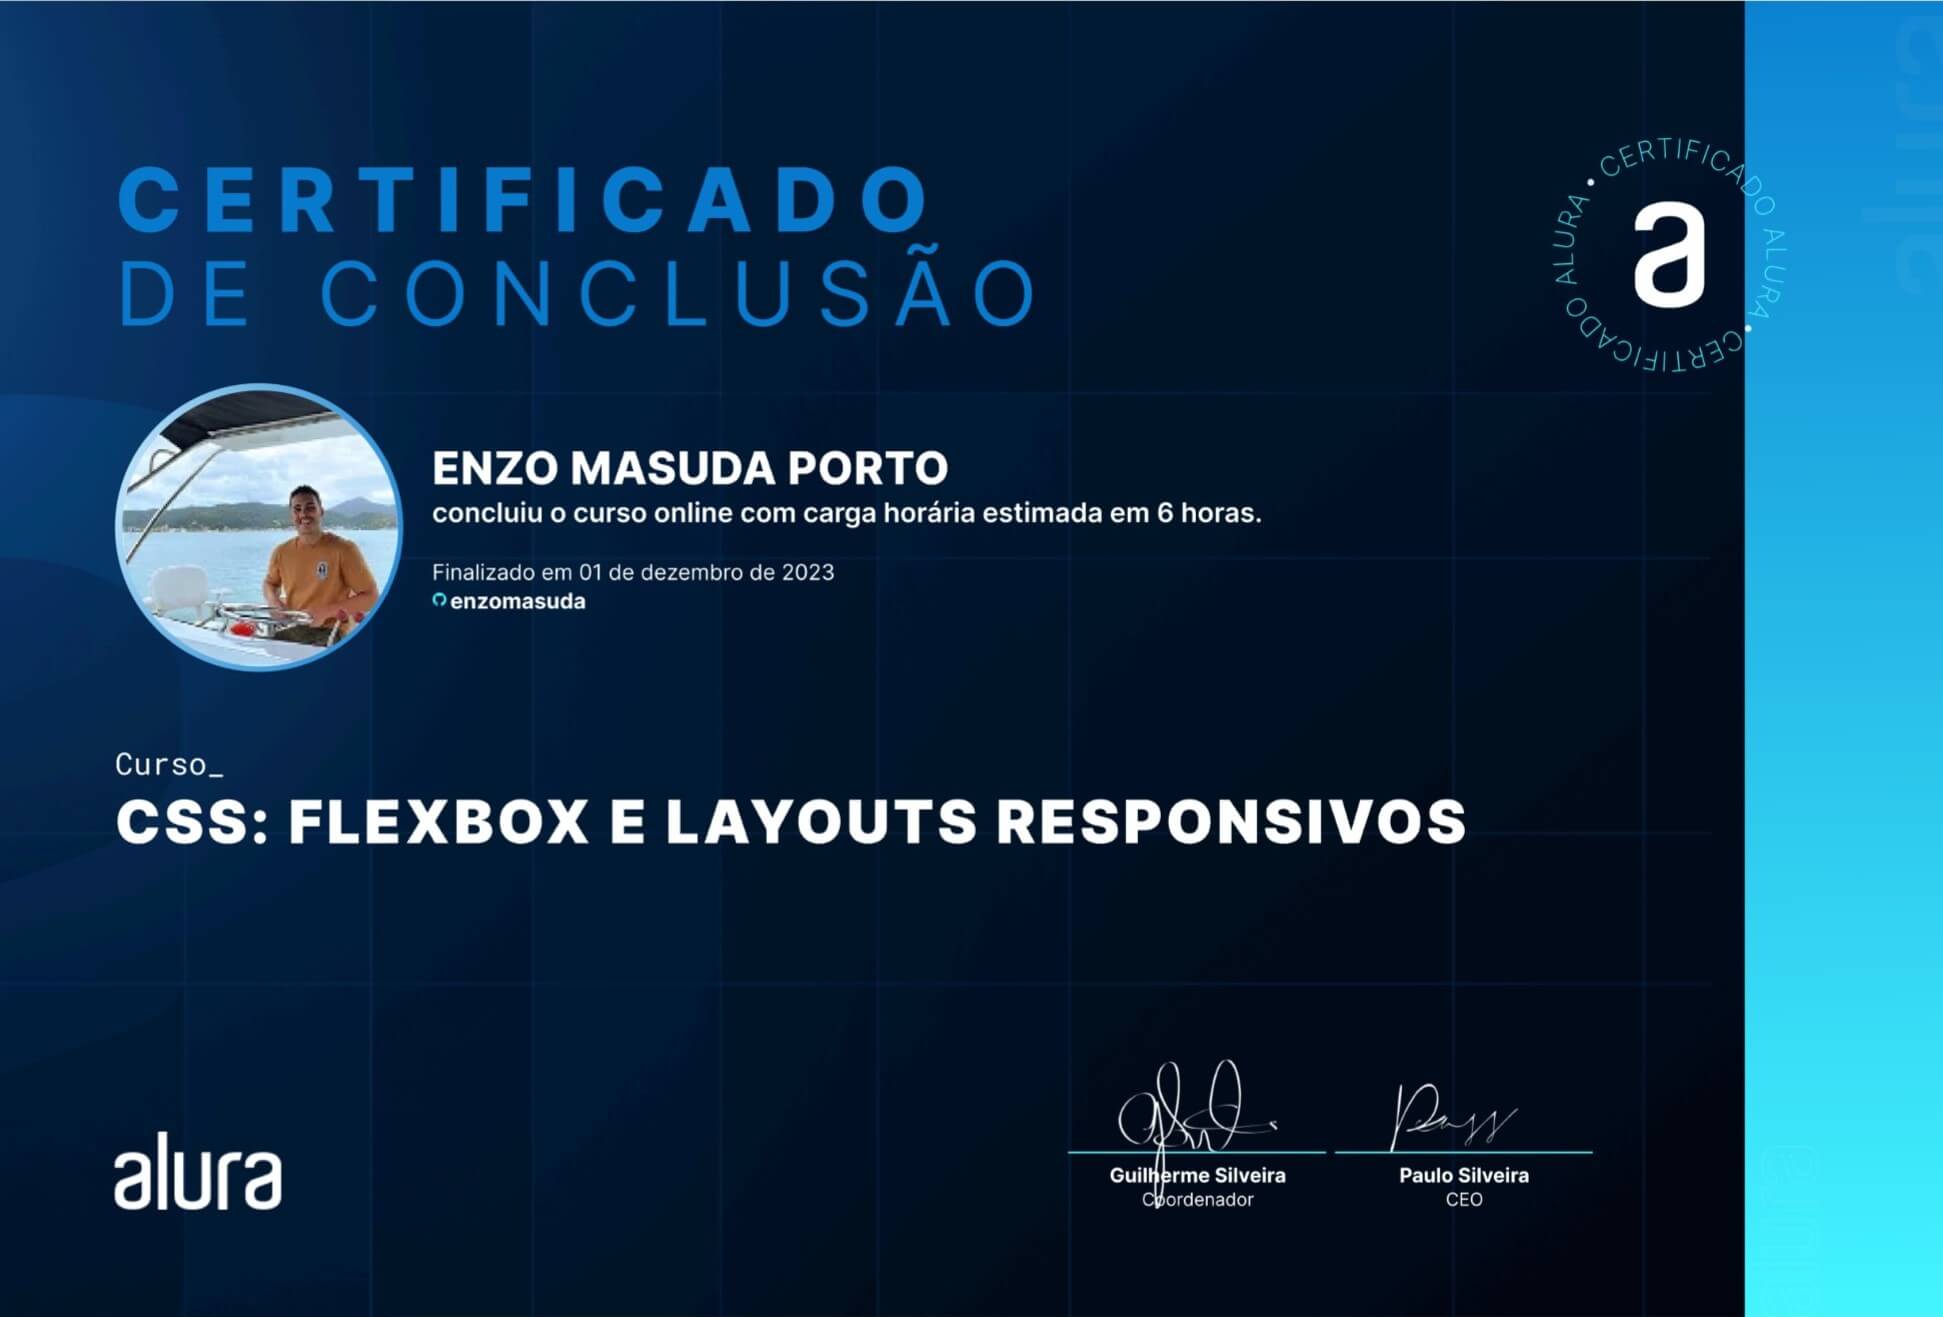 CERTIFICADO
DE CONCLUSÃO
CERTIFICADO ALURA • CERTIFICADO ALURA •
a
ENZO MASUDA PORTO
concluiu o curso online com carga horária estimada em 6 horas.
Finalizado em 01 de dezembro de 2023
enzomasuda
Curso_
CSS: FLEXBOX E LAYOUTS RESPONSIVOS
alura
Guilherme Silveira
Coordenador
Paulo Silveira
CEO